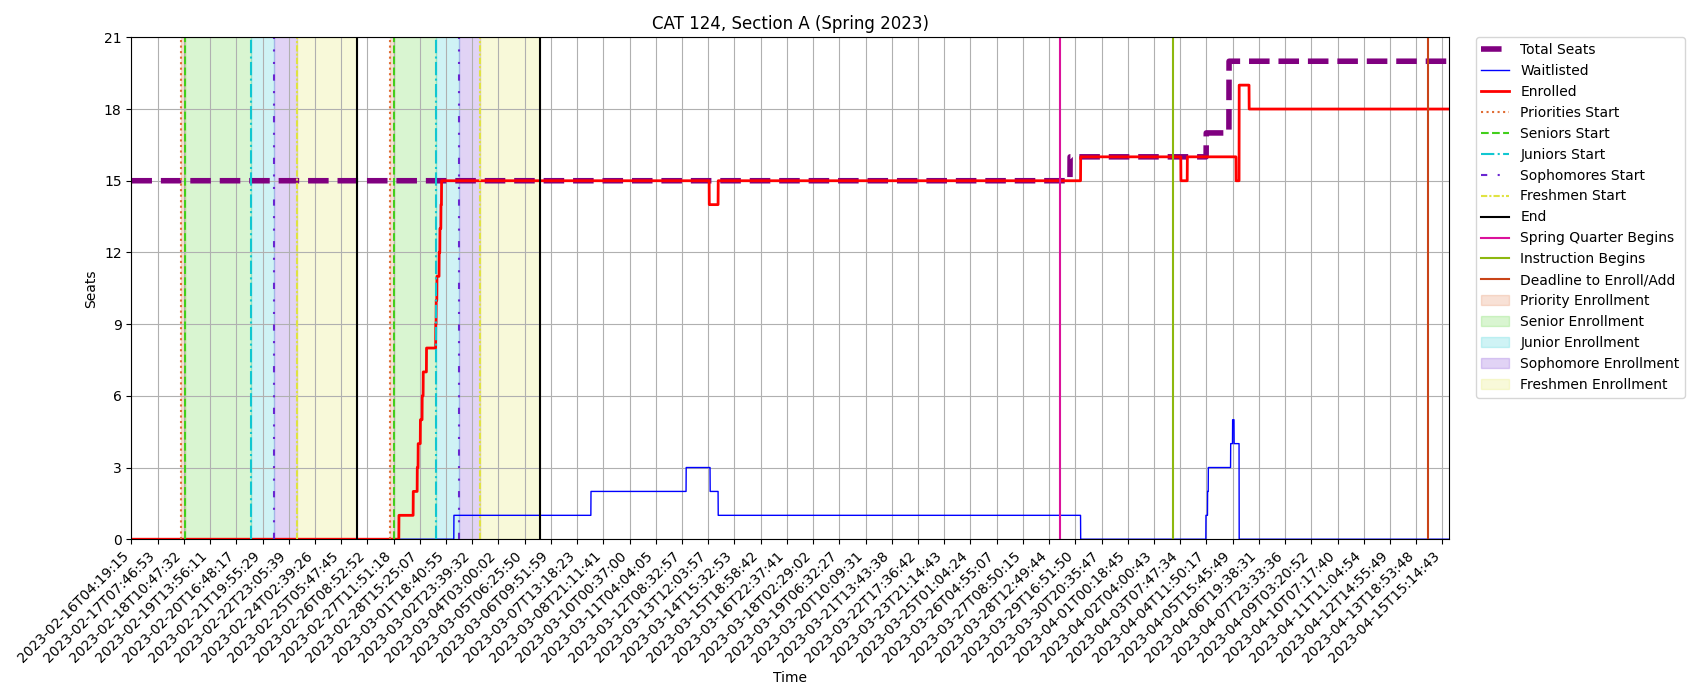 CAT 124, Section A (Spring 2023)
21
18
15
12
9
6
3
0
Seats
2023-02-16T04:19:15
2023-02-17T07:46:53
2023-02-18T10:47:32
2023-02-19T13:56:11
2023-02-20T16:48:17
2023-02-21T19:55:29
2023-02-22T23:05:39
2023-02-24T02:39:26
2023-02-25T05:47:45
2023-02-26T08:52:52
2023-02-27T11:51:18
2023-02-28T15:25:07
2023-03-01T18:40:55
2023-03-02T21:39:32
2023-03-04T03:00:02
2023-03-05T06:25:50
2023-03-06T09:51:59
2023-03-07T13:18:23
2023-03-08T21:11:41
2023-03-10T00:37:00
2023-03-11T04:04:05
2023-03-12T08:32:57
2023-03-13T12:03:57
2023-03-14T15:32:53
2023-03-15T18:58:42
2023-03-16T22:37:41
2023-03-18T02:29:02
2023-03-19T06:32:27
2023-03-20T10:09:31
2023-03-21T13:43:38
2023-03-22T17:36:42
2023-03-23T21:14:43
2023-03-25T01:04:24
2023-03-26T04:55:07
2023-03-27T08:50:15
2023-03-28T12:49:44
2023-03-29T16:51:50
2023-03-30T20:35:47
2023-04-01T00:18:45
2023-04-02T04:00:43
2023-04-03T07:47:34
2023-04-04T11:50:17
2023-04-05T15:45:49
2023-04-06T19:38:31
2023-04-07T23:33:36
2023-04-09T03:20:52
2023-04-10T07:17:40
2023-04-11T11:04:54
2023-04-12T14:55:49
2023-04-13T18:53:48
2023-04-15T15:14:43
Time
Total Seats
Waitlisted
Enrolled
Priorities Start
Seniors Start
Juniors Start
Sophomores Start
Freshmen Start
End
Spring Quarter Begins
Instruction Begins
Deadline to Enroll/Add
Priority Enrollment
Senior Enrollment
Junior Enrollment
Sophomore Enrollment
Freshmen Enrollment